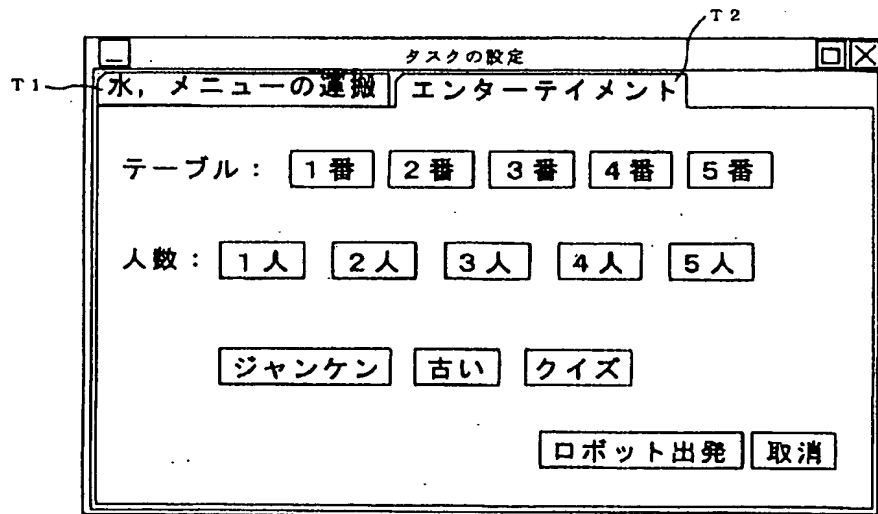 T2
タスクの設定
T1
水，メニューの運搬 エンターテイメント
テーブル： 1番 2番 3番 4番 5番
人数： 1人 2人 3人 4人 5人
ジャンケン 古い クイズ
ロボット出発 取消